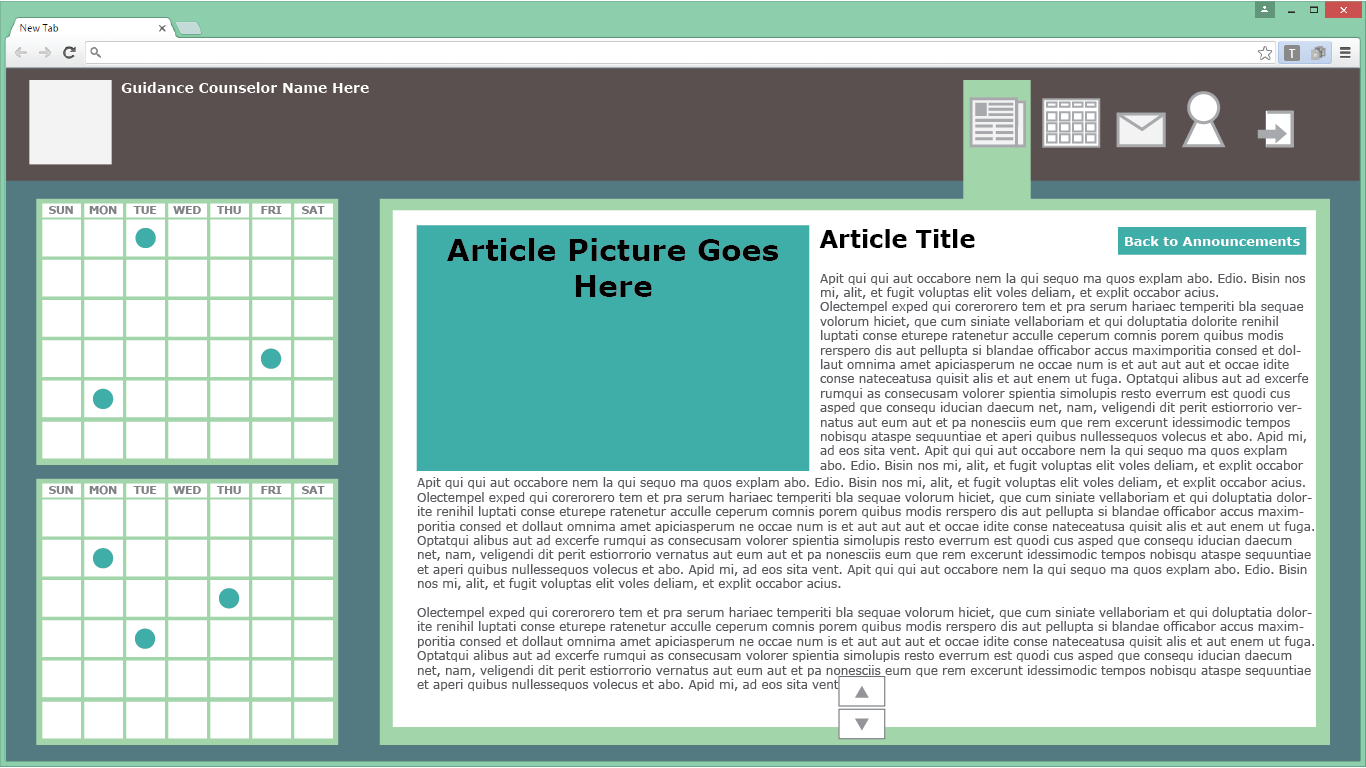 New Tab
T
Guidance Counselor Name Here
SUN MON TUE WED THU FRI SAT
SUN MON TUE WED THU FRI SAT
Article Picture Goes
Here
Article Title
Back to Announcements
Apit qui qui aut occabore nem la qui sequo ma quos explam abo. Edio. Bisin nos
mi, alit, et fugit voluptas elit voles deliam, et explit occabor acius.
Olectempel exped qui corerorero tem et pra serum hariaec temperiti bla sequae
volorum hiciet, que cum siniate vellaboriam et qui doluptatia dolorite renihil
luptati conse eturepe ratenetur acculle ceperum comnis porem quibus modis
rerspero dis aut pellupta si blandae officabor accus maximporitia consed et dol-
laut omnima amet apiciasperum ne occae num is et aut aut aut et occae idite
conse nateceatusa quisit alis et aut enem ut fuga. Optatqui alibus aut ad excerfe
rumqui as consecusam volorer spientia simolupis resto everrum est quodi cus
asped que consequ iducian daecum net, nam, veligendi dit perit estiorrorio ver-
natus aut eum aut et pa nonesciis eum que rem excerunt idessimodic tempos
nobisqu ataspe sequuntiae et aperi quibus nullessequos volecus et abo. Apid mi,
ad eos sita vent. Apit qui qui aut occabore nem la qui sequo ma quos explam
abo. Edio. Bisin nos mi, alit, et fugit voluptas elit voles deliam, et explit occabor
Apit qui qui aut occabore nem la qui sequo ma quos explam abo. Edio. Bisin nos mi, alit, et fugit voluptas elit voles deliam, et explit occabor acius.
Olectempel exped qui corerorero tem et pra serum hariaec temperiti bla sequae volorum hiciet, que cum siniate vellaboriam et qui doluptatia dolor-
ite renihil luptati conse eturepe ratenetur acculle ceperum comnis porem quibus modis rerspero dis aut pellupta si blandae officabor accus maxim-
poritia consed et dollaut omnima amet apiciasperum ne occae num is et aut aut aut et occae idite conse nateceatusa quisit alis et aut enem ut fuga.
Optatqui alibus aut ad excerfe rumqui as consecusam volorer spientia simolupis resto everrum est quodi cus asped que consequ iducian daecum
net, nam, veligendi dit perit estiorrorio vernatus aut eum aut et pa nonesciis eum que rem excerunt idessimodic tempos nobisqu ataspe sequuntiae
et aperi quibus nullessequos volecus et abo. Apid mi, ad eos sita vent. Apit qui qui aut occabore nem la qui sequo ma quos explam abo. Edio. Bisin
nos mi, alit, et fugit voluptas elit voles deliam, et explit occabor acius.
Olectempel exped qui corerorero tem et pra serum hariaec temperiti bla sequae volorum hiciet, que cum siniate vellaboriam et qui doluptatia dolor-
ite renihil luptati conse eturepe ratenetur acculle ceperum comnis porem quibus modis rerspero dis aut pellupta si blandae officabor accus maxim-
poritia consed et dollaut omnima amet apiciasperum ne occae num is et aut aut aut et occae idite conse nateceatusa quisit alis et aut enem ut fuga.
Optatqui alibus aut ad excerfe rumqui as consecusam volorer spientia simolupis resto everrum est quodi cus asped que consequ iducian daecum
net, nam, veligendi dit perit estiorrorio vernatus aut eum aut et pa nonesciis eum que rem excerunt idessimodic tempos nobisqu ataspe sequuntiae
et aperi quibus nullessequos volecus et abo. Apid mi, ad eos sita vent